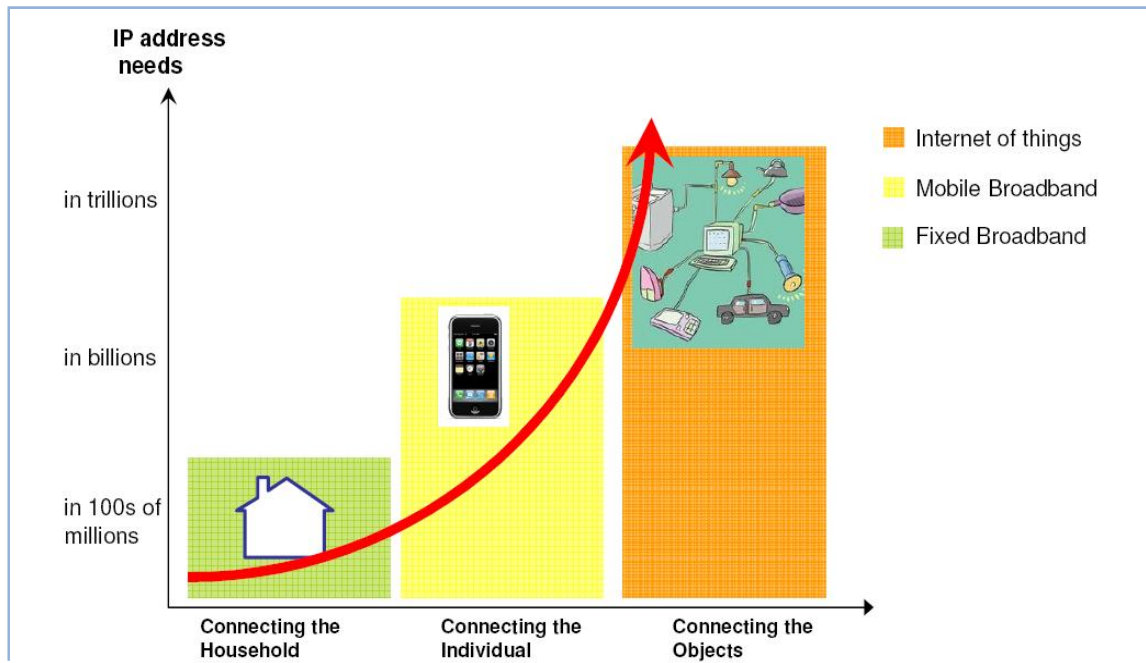 IP address
needs
in trillions
in billions
in 100s of
millions
Internet of things
Mobile Broadband
Fixed Broadband
Connecting the
Household
Connecting the
Individual
Connecting the
Objects